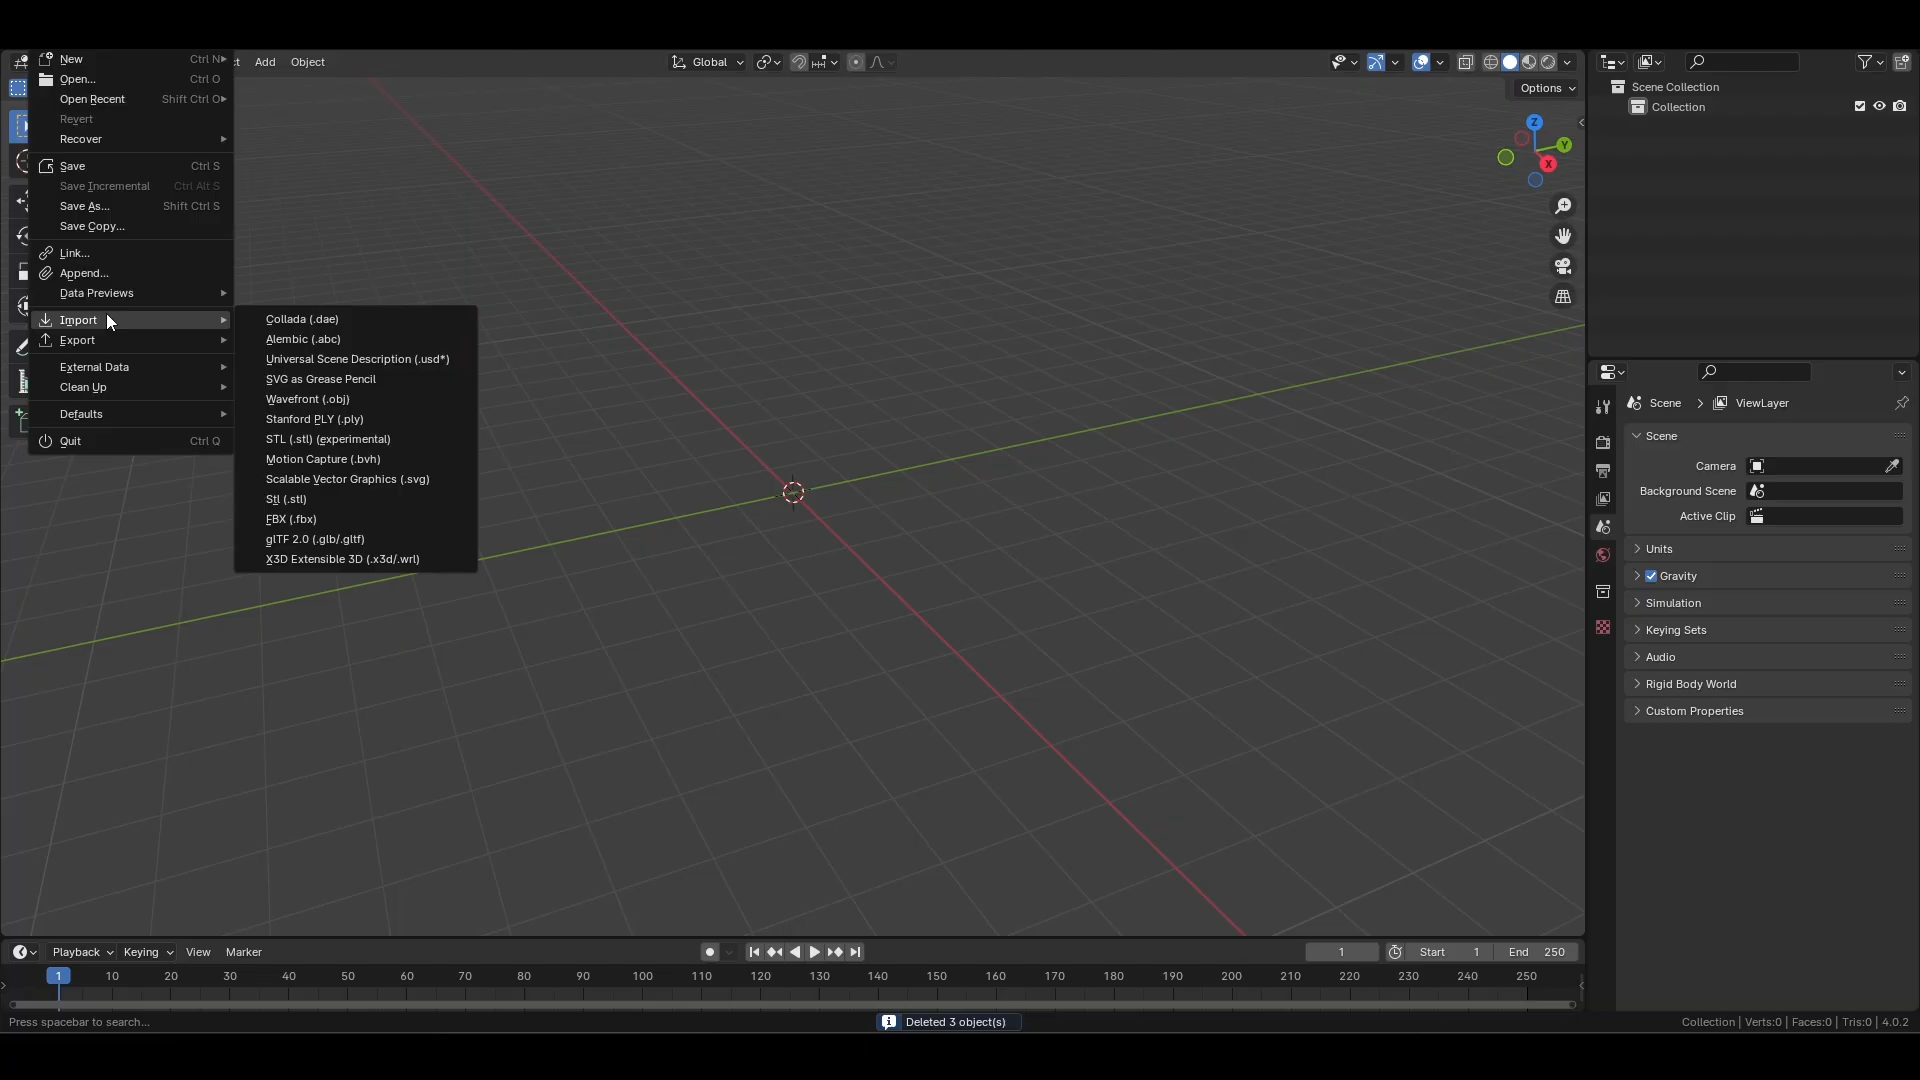 New Ctrl N
Open... Ctrl O
Open Recent Shift Ctrl O
Revert
Recover
Save Ctrl S
Save Incremental Ctrl Alt S
Save As... Shift Ctrl S
Save Copy...
Link...
Append...
Data Previews
Import
Export
External Data
Clean Up
Defaults
Quit Ctrl Q
Collada (.dae)
Alembic (.abc)
Universal Scene Description (.usd*)
SVG as Grease Pencil
Wavefront (.obj)
Stanford PLY (.ply)
STL (.stl) (experimental)
Motion Capture (.bvh)
Scalable Vector Graphics (.svg)
Stl (.stl)
FBX (.fbx)
glTF 2.0 (.glb/.gltf)
X3D Extensible 3D (.x3d/.wrl)
t Add Object
Global
Options
Z
Y
X
Scene Collection
Collection
Scene > ViewLayer
Scene
Camera
Background Scene
Active Clip
Units
Gravity
Simulation
Keying Sets
Audio
Rigid Body World
Custom Properties
Playback Keying View Marker
1 Start 1 End 250
1 10 20 30 40 50 60 70 80 90 100 110 120 130 140 150 160 170 180 190 200 210 220 230 240 250
Press spacebar to search...
Deleted 3 object(s)
Collection | Verts:0 | Faces:0 | Tris:0 | 4.0.2